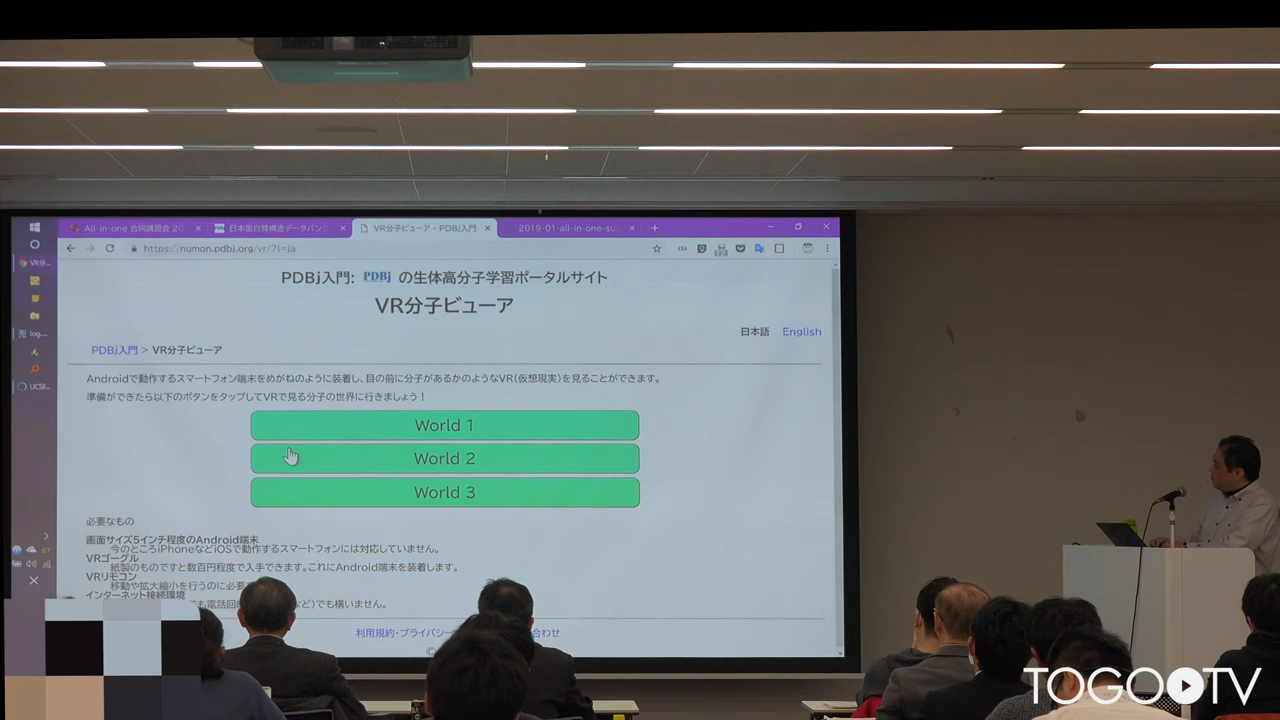 All-in-one 合同講習会 20
日本蛋白質構造データバンク
VR分子ビューア - PDBj入門
2019-01-all-in-one-su
https://numon.pdbj.org/vr/?l=ja
VR分...
log...
UCSF...
PDBj入門: PDBj の生体高分子学習ポータルサイト
VR分子ビューア
日本語 English
PDBj入門 > VR分子ビューア
Androidで動作するスマートフォン端末をめがねのように装着し、目の前に分子があるかのようなVR(仮想現実)を見ることができます。
準備ができたら以下のボタンをタップしてVRで見る分子の世界に行きましょう！
World 1
World 2
World 3
必要なもの
画面サイズ5インチ程度のAndroid端末
今のところiPhoneなどiOSで動作するスマートフォンには対応していません。
VRゴーグル
紙製のものですと数百円程度で入手できます。これにAndroid端末を装着します。
VRリモコン
移動や拡大縮小を行うのに必要
インターネット接続環境
でも電話回 など)でも構いません。
利用規約・プライバシー 合わせ
TOGOTV